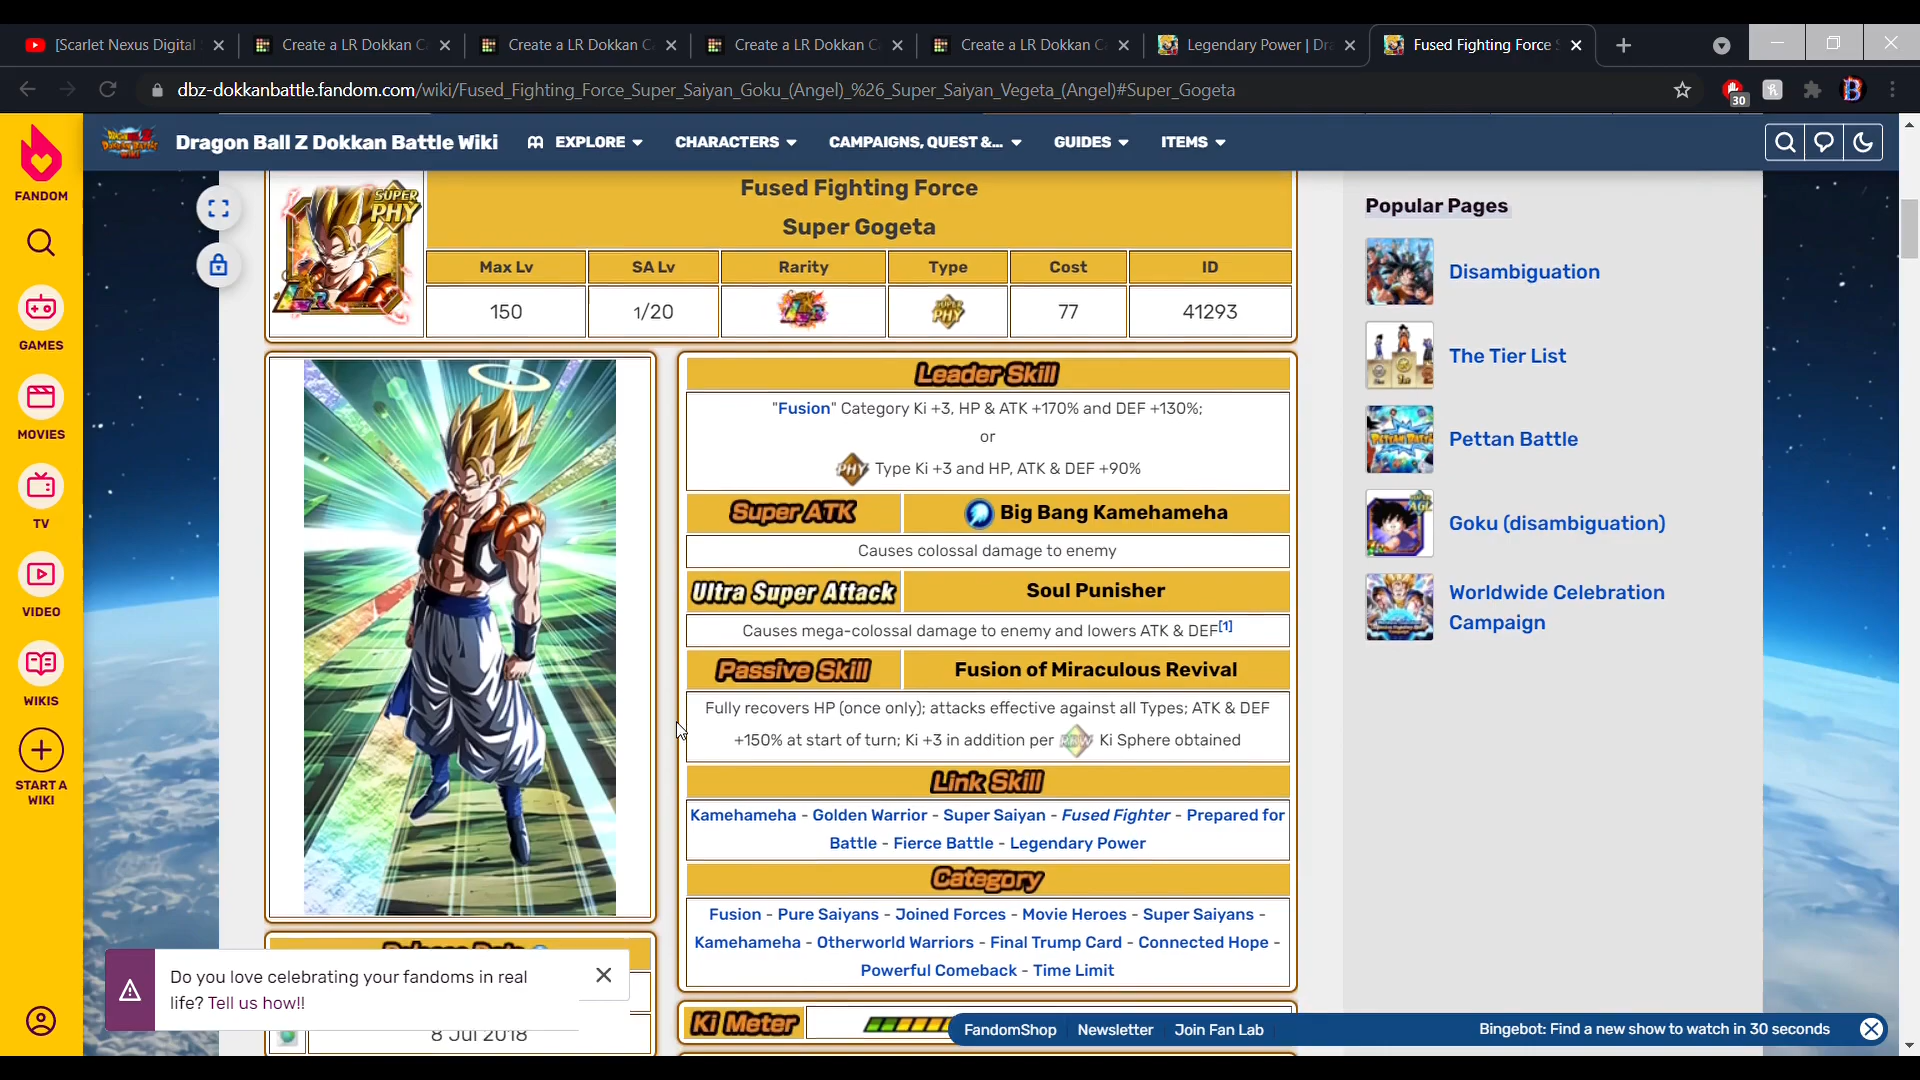 [Scarlet Nexus Digital
Create a LR Dokkan C
Create a LR Dokkan C
Create a LR Dokkan C
Create a LR Dokkan C
Legendary Power | Dr
Fused Fighting Force
dbz-dokkanbattle.fandom.com/wiki/Fused_Fighting_Force_Super_Saiyan_Goku_(Angel)_%26_Super_Saiyan_Vegeta_(Angel)#Super_Gogeta
30
Dragon Ball Z Dokkan Battle Wiki
EXPLORE
CHARACTERS
CAMPAIGNS, QUEST &...
GUIDES
ITEMS
FANDOM
GAMES
MOVIES
TV
VIDEO
WIKIS
START A
WIKI
SUPER
PHY
LR
Fused Fighting Force
Super Gogeta
Max Lv SA Lv Rarity Type Cost ID
150 1/20 LR SUPER PHY 77 41293
Leader Skill
"Fusion" Category Ki +3, HP & ATK +170% and DEF +130%;
or
PHY Type Ki +3 and HP, ATK & DEF +90%
Super ATK Big Bang Kamehameha
Causes colossal damage to enemy
Ultra Super Attack Soul Punisher
Causes mega-colossal damage to enemy and lowers ATK & DEF[1]
Passive Skill Fusion of Miraculous Revival
Fully recovers HP (once only); attacks effective against all Types; ATK & DEF
+150% at start of turn; Ki +3 in addition per RBW Ki Sphere obtained
Link Skill
Kamehameha - Golden Warrior - Super Saiyan - Fused Fighter - Prepared for
Battle - Fierce Battle - Legendary Power
Category
Fusion - Pure Saiyans - Joined Forces - Movie Heroes - Super Saiyans -
Kamehameha - Otherworld Warriors - Final Trump Card - Connected Hope -
Powerful Comeback - Time Limit
Ki Meter
Release Date
8 Jul 2018
Do you love celebrating your fandoms in real
life? Tell us how!!
Popular Pages
Disambiguation
The Tier List
Pettan Battle
Goku (disambiguation)
Worldwide Celebration
Campaign
FandomShop
Newsletter
Join Fan Lab
Bingebot: Find a new show to watch in 30 seconds